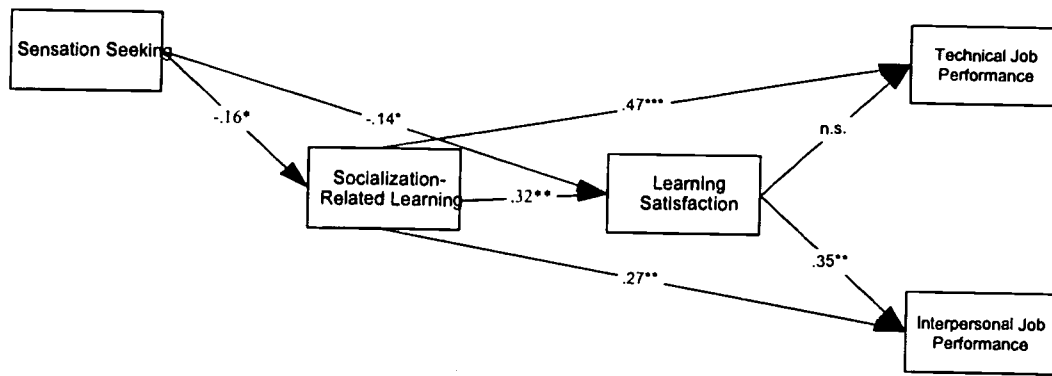 Sensation Seeking
Technical Job
Performance
-.16*
-.14*
.47***
n.s.
Socialization-
Related Learning
.32**
Learning
Satisfaction
.27**
.35**
Interpersonal Job
Performance